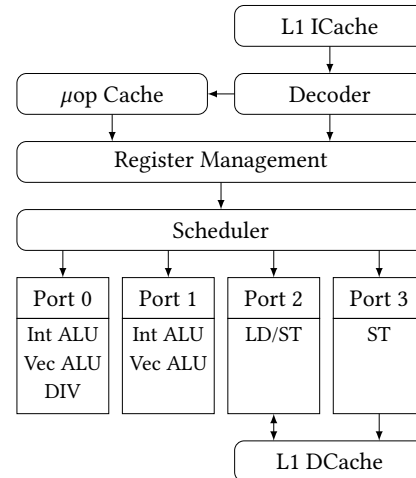 L1 ICache
μop Cache
Decoder
Register Management
Scheduler
Port 0
Port 1
Port 2
Port 3
Int ALU
Vec ALU
DIV
Int ALU
Vec ALU
LD/ST
ST
L1 DCache